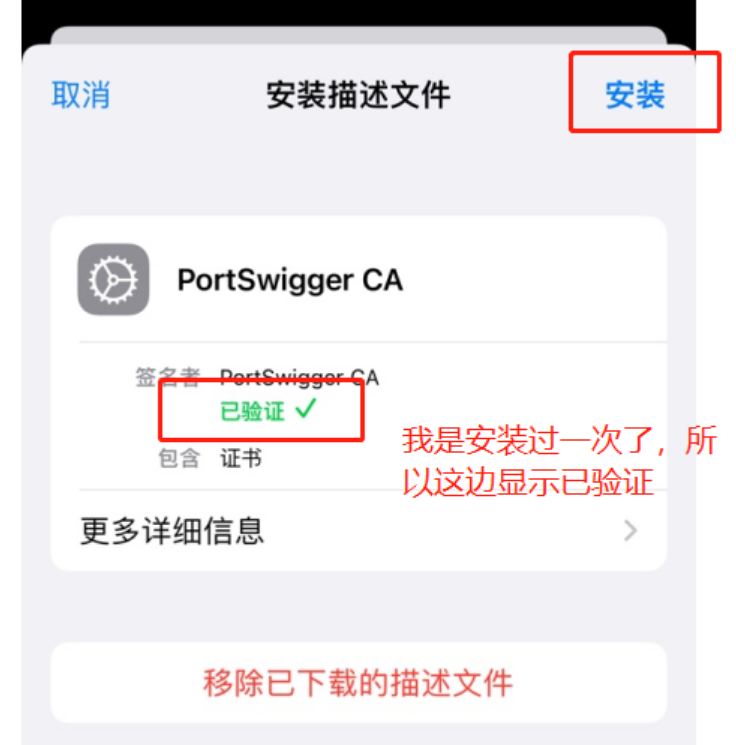 取消 安装描述文件 安装
PortSwigger CA
签名者 PortSwigger CA
已验证 ✓
包含 证书
我是安装过一次了，所
以这边显示已验证
更多详细信息
移除已下载的描述文件